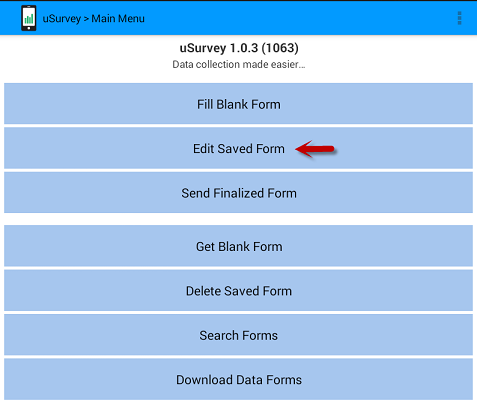 uSurvey > Main Menu
uSurvey 1.0.3 (1063)
Data collection made easier...
Fill Blank Form
Edit Saved Form
Send Finalized Form
Get Blank Form
Delete Saved Form
Search Forms
Download Data Forms